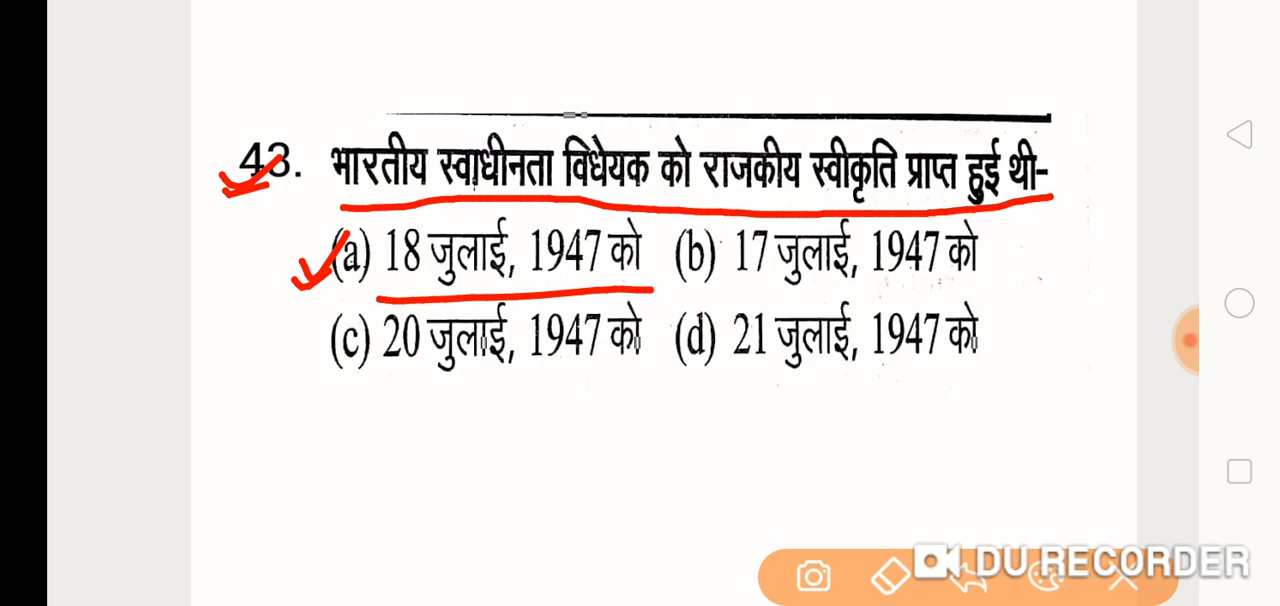 43. भारतीय स्वाधीनता विधेयक को राजकीय स्वीकृति प्राप्त हुई थी-
(a) 18 जुलाई, 1947 को (b) 17 जुलाई, 1947 को
(c) 20 जुलाई, 1947 को (d) 21 जुलाई, 1947 को
DU RECORDER